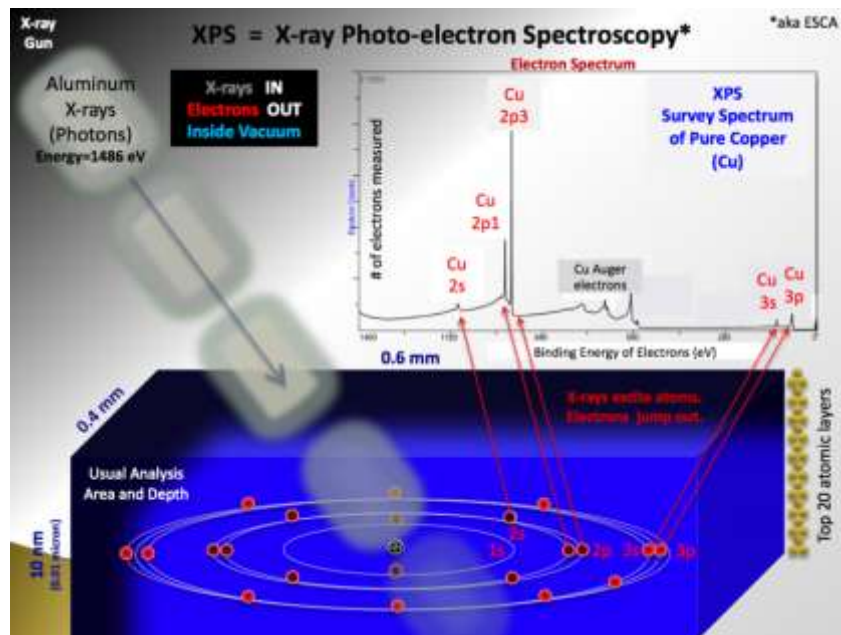 X-ray
Gun
XPS = X-ray Photo-electron Spectroscopy*
*aka ESCA
Aluminum
X-rays
(Photons)
Energy=1486 eV
X-rays IN
Electrons OUT
Inside Vacuum
Electron Spectrum
XPS
Survey Spectrum
of Pure Copper
(Cu)
# of electrons measured
Cu
2p3
Cu
2p1
Cu
2s
Cu Auger
electrons
Cu
3s
Cu
3p
Binding Energy of Electrons (eV)
0.6 mm
0.4 mm
X-rays excite atoms.
Electrons jump out.
Usual Analysis
Area and Depth
10 nm
(0.01 micron)
Top 20 atomic layers
1s
2s
2p
3s
3p